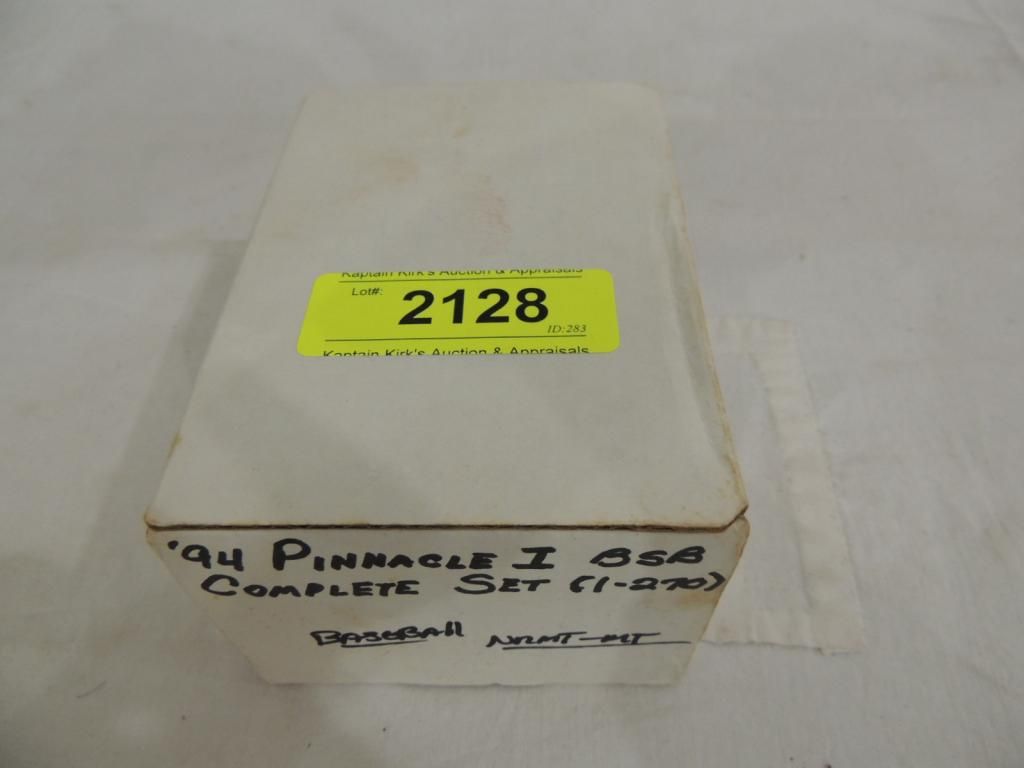 Kaptain Kirk's Auction & Appraisals
Lot#: 2128
ID:283
Kaptain Kirk's Auction & Appraisals
'94 PINNACLE I BSB
COMPLETE SET (1-270)
BASEBALL NRMT-MT